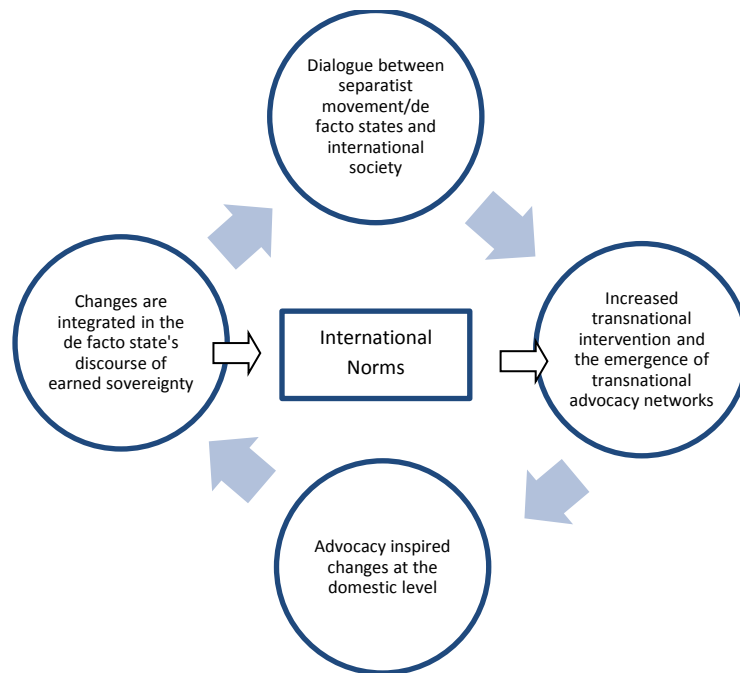 Dialogue between
separatist
movement/de
facto states and
international
society
Changes are
integrated in the
de facto state's
discourse of
earned sovereignty
International
Norms
Increased
transnational
intervention and
the emergence of
transnational
advocacy networks
Advocacy inspired
changes at the
domestic level